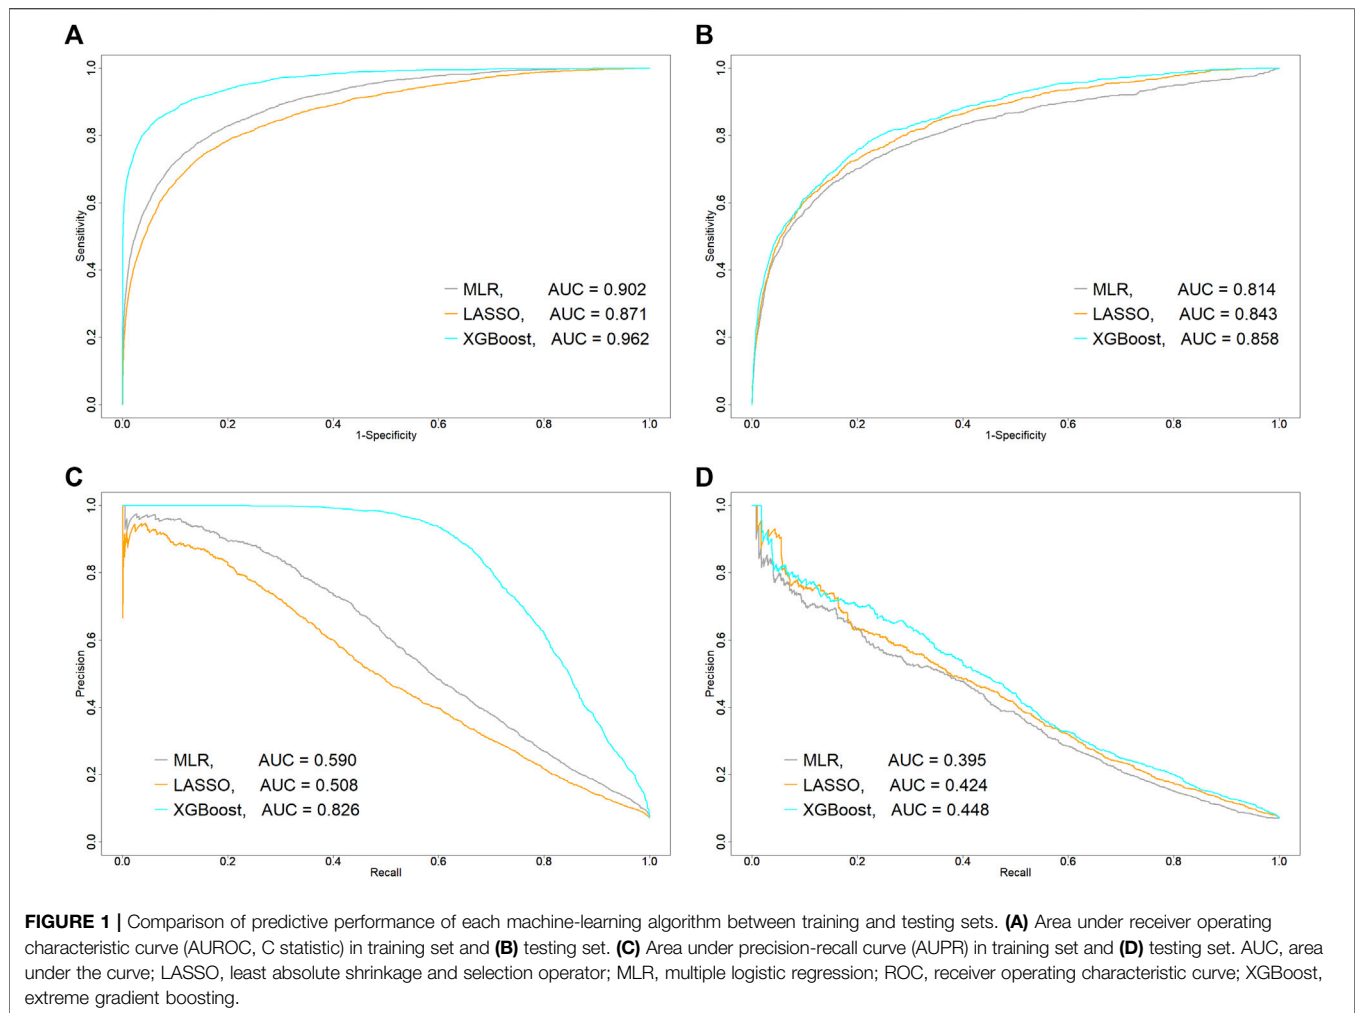 A
1.0
0.8
0.6
0.4
0.2
0.0
Sensitivity
MLR, AUC = 0.902
LASSO, AUC = 0.871
XGBoost, AUC = 0.962
0.0 0.2 0.4 0.6 0.8 1.0
1-Specificity
B
1.0
0.8
0.6
0.4
0.2
0.0
Sensitivity
MLR, AUC = 0.814
LASSO, AUC = 0.843
XGBoost, AUC = 0.858
0.0 0.2 0.4 0.6 0.8 1.0
1-Specificity
C
1.0
0.8
0.6
0.4
0.2
0.0
Precision
MLR, AUC = 0.590
LASSO, AUC = 0.508
XGBoost, AUC = 0.826
0.0 0.2 0.4 0.6 0.8 1.0
Recall
D
1.0
0.8
0.6
0.4
0.2
0.0
Precision
MLR, AUC = 0.395
LASSO, AUC = 0.424
XGBoost, AUC = 0.448
0.0 0.2 0.4 0.6 0.8 1.0
Recall
FIGURE 1 | Comparison of predictive performance of each machine-learning algorithm between training and testing sets. (A) Area under receiver operating
characteristic curve (AUROC, C statistic) in training set and (B) testing set. (C) Area under precision-recall curve (AUPR) in training set and (D) testing set. AUC, area
under the curve; LASSO, least absolute shrinkage and selection operator; MLR, multiple logistic regression; ROC, receiver operating characteristic curve; XGBoost,
extreme gradient boosting.